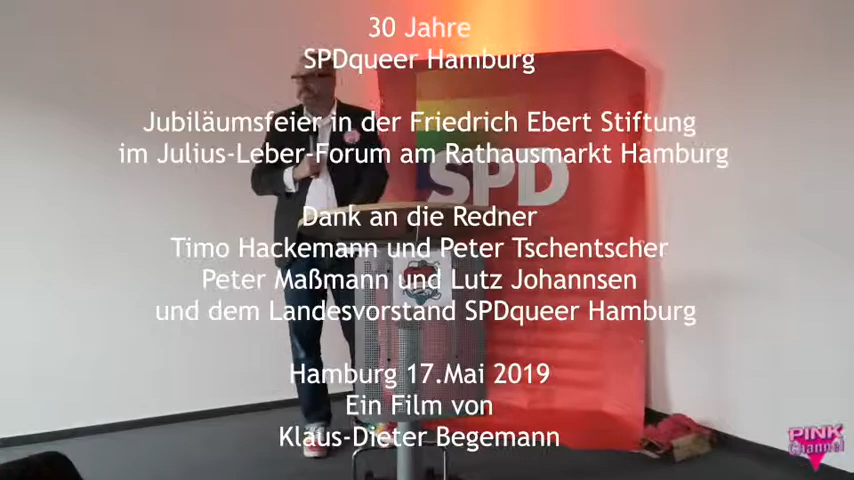 30 Jahre
SPDqueer Hamburg
Jubiläumsfeier in der Friedrich Ebert Stiftung
im Julius-Leber-Forum am Rathausmarkt Hamburg
SPD
Dank an die Redner
Timo Hackemann und Peter Tschentscher
Peter Maßmann und Lutz Johannsen
und dem Landesvorstand SPDqueer Hamburg
Hamburg 17.Mai 2019
Ein Film von
Klaus-Dieter Begemann
PINK
Channel